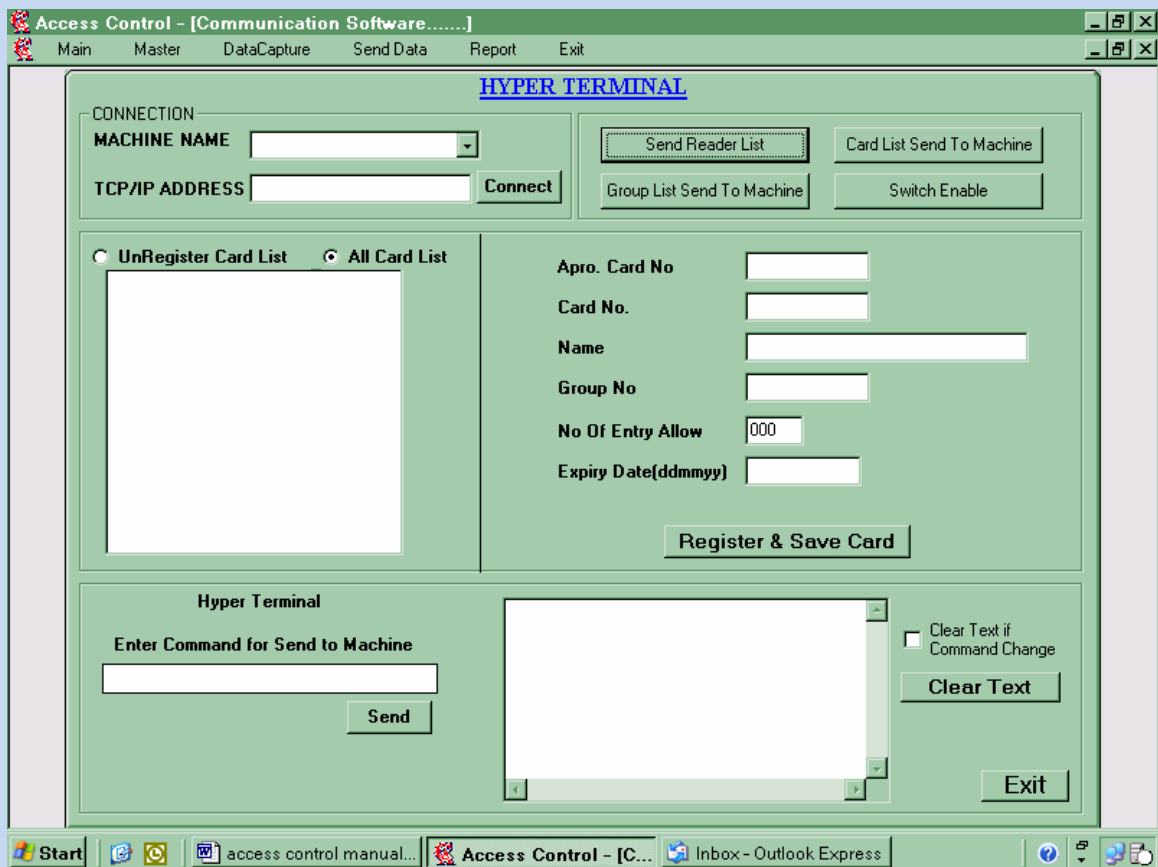 Access Control - [Communication Software.......]
Main Master DataCapture Send Data Report Exit
HYPER TERMINAL
CONNECTION
MACHINE NAME
TCP/IP ADDRESS Connect
Send Reader List Card List Send To Machine
Group List Send To Machine Switch Enable
UnRegister Card List All Card List
Apro. Card No
Card No.
Name
Group No
No Of Entry Allow 000
Expiry Date(ddmmyy)
Register & Save Card
Hyper Terminal
Enter Command for Send to Machine
Send
Clear Text if
Command Change
Clear Text
Exit
Start access control manual... Access Control - [C... Inbox - Outlook Express